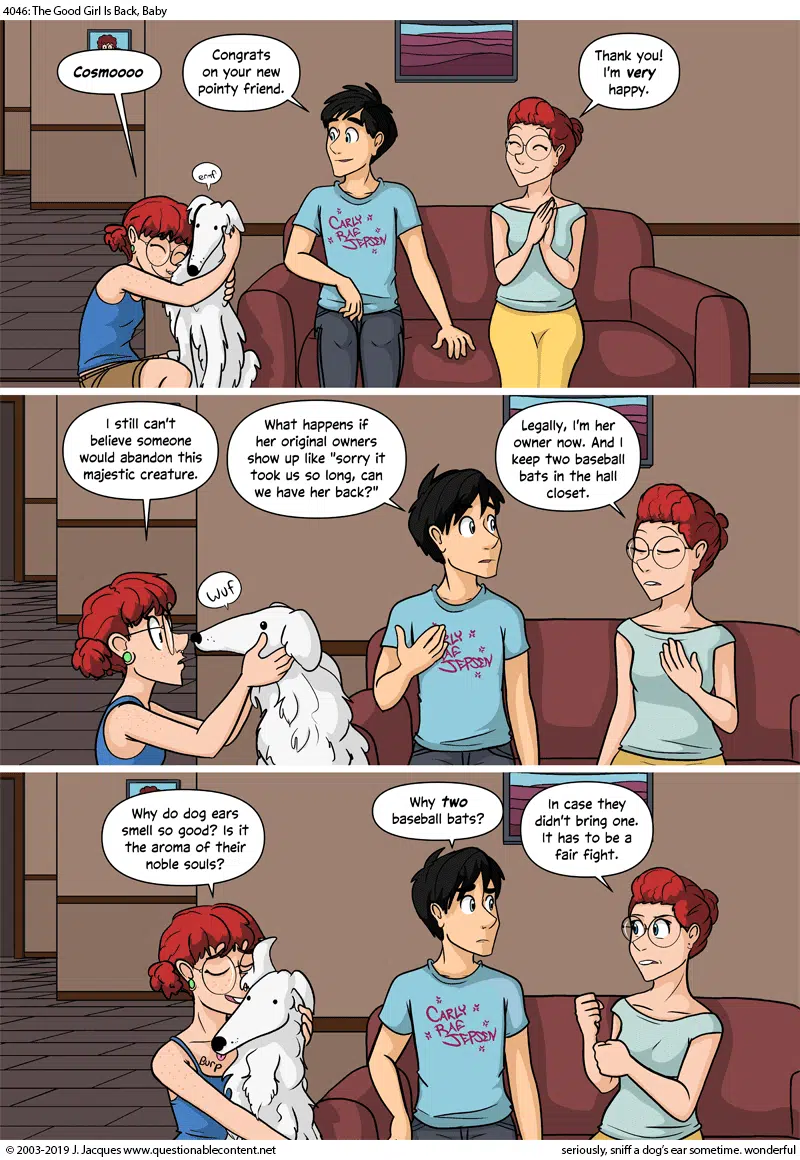 4046: The Good Girl Is Back, Baby
Cosmoooo
Congrats
on your new
pointy friend.
Thank you!
I'm very
happy.
enf
CARLY
RAE
JEPSEN
I still can't
believe someone
would abandon this
majestic creature.
What happens if
her original owners
show up like "sorry it
took us so long, can
we have her back?"
Legally, I'm her
owner now. And I
keep two baseball
bats in the hall
closet.
Wuf
RLY
AE
JEPSEN
Why do dog ears
smell so good? Is it
the aroma of their
noble souls?
Why two
baseball bats?
In case they
didn't bring one.
It has to be a
fair fight.
Burp
CARLY
RAE
JEPSEN
© 2003-2019 J. Jacques www.questionablecontent.net
seriously, sniff a dog's ear sometime. wonderful